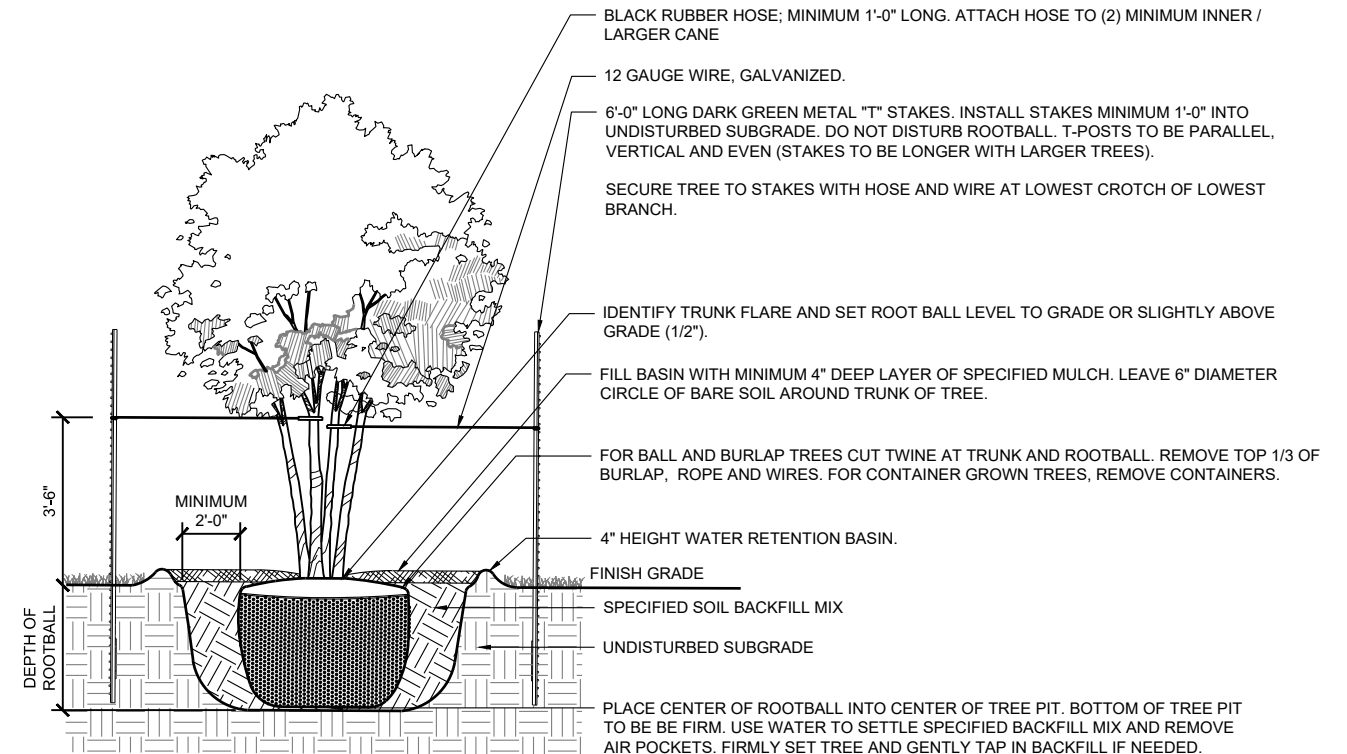 BLACK RUBBER HOSE; MINIMUM 1'-0" LONG. ATTACH HOSE TO (2) MINIMUM INNER /
LARGER CANE
12 GAUGE WIRE, GALVANIZED.
6'-0" LONG DARK GREEN METAL "T" STAKES. INSTALL STAKES MINIMUM 1'-0" INTO
UNDISTURBED SUBGRADE. DO NOT DISTURB ROOTBALL. T-POSTS TO BE PARALLEL,
VERTICAL AND EVEN (STAKES TO BE LONGER WITH LARGER TREES).
SECURE TREE TO STAKES WITH HOSE AND WIRE AT LOWEST CROTCH OF LOWEST
BRANCH.
IDENTIFY TRUNK FLARE AND SET ROOT BALL LEVEL TO GRADE OR SLIGHTLY ABOVE
GRADE (1/2").
FILL BASIN WITH MINIMUM 4" DEEP LAYER OF SPECIFIED MULCH. LEAVE 6" DIAMETER
CIRCLE OF BARE SOIL AROUND TRUNK OF TREE.
FOR BALL AND BURLAP TREES CUT TWINE AT TRUNK AND ROOTBALL. REMOVE TOP 1/3 OF
BURLAP, ROPE AND WIRES. FOR CONTAINER GROWN TREES, REMOVE CONTAINERS.
3'-6"
MINIMUM
2'-0"
4" HEIGHT WATER RETENTION BASIN.
FINISH GRADE
SPECIFIED SOIL BACKFILL MIX
DEPTH OF
ROOTBALL
UNDISTURBED SUBGRADE
PLACE CENTER OF ROOTBALL INTO CENTER OF TREE PIT. BOTTOM OF TREE PIT
TO BE BE FIRM. USE WATER TO SETTLE SPECIFIED BACKFILL MIX AND REMOVE
AIR POCKETS. FIRMLY SET TREE AND GENTLY TAP IN BACKFILL IF NEEDED.